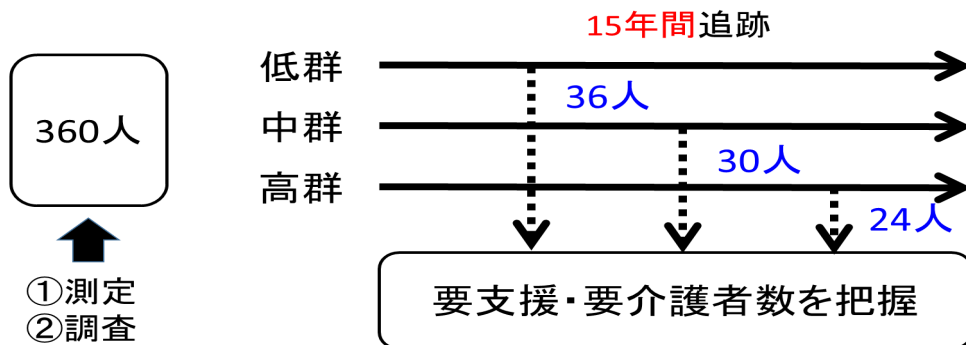 15年間追跡
低群
36人
360人
中群
30人
高群
24人
①測定
②調査
要支援・要介護者数を把握